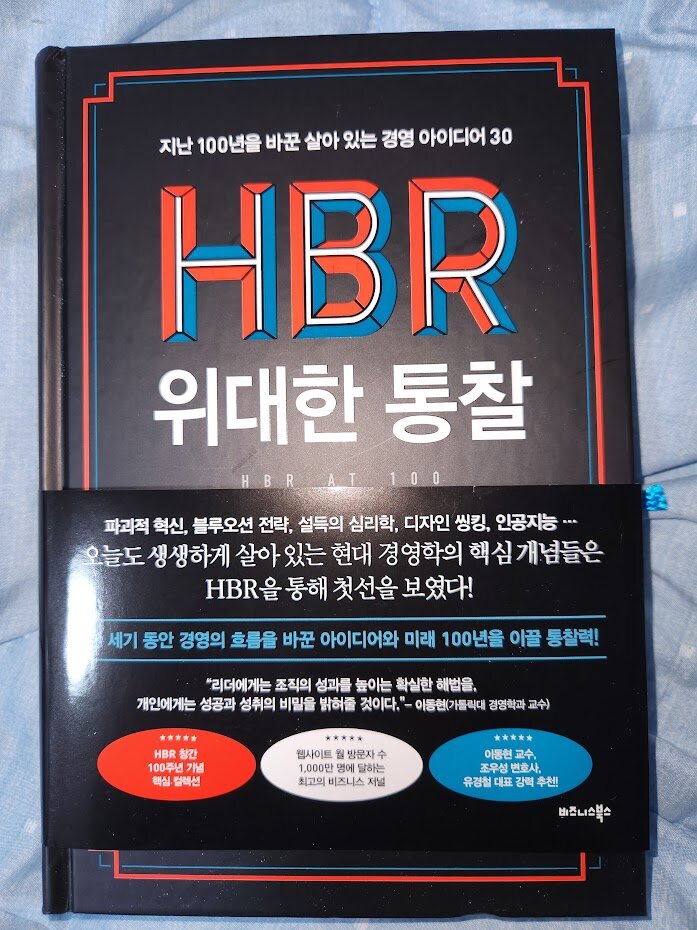 지난 100년을 바꾼 살아 있는 경영 아이디어 30
HBR
위대한 통찰
HBR AT 100
파괴적 혁신, 블루오션 전략, 설득의 심리학, 디자인 씽킹, 인공지능 …
오늘도 생생하게 살아 있는 현대 경영학의 핵심 개념들은
HBR을 통해 첫선을 보였다!
세기 동안 경영의 흐름을 바꾼 아이디어와 미래 100년을 이끌 통찰력!
“리더에게는 조직의 성과를 높이는 확실한 해법을,
개인에게는 성공과 성취의 비밀을 밝혀줄 것이다.” – 이동현(가톨릭대 경영학과 교수)
★★★★★
HBR 창간
100주년 기념
핵심 컬렉션
★★★★★
웹사이트 월 방문자 수
1,000만 명에 달하는
최고의 비즈니스 저널
★★★★★
이동현 교수,
조우성 변호사,
유경철 대표 강력 추천!
비즈니스북스